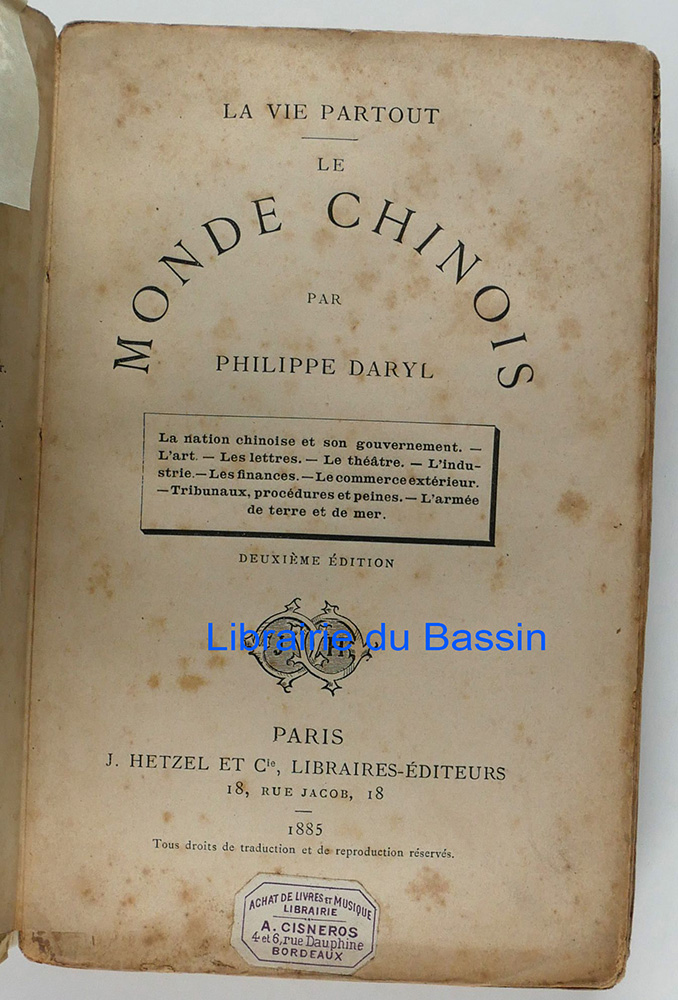 LA VIE PARTOUT
LE
MONDE CHINOIS
PAR
PHILIPPE DARYL
La nation chinoise et son gouvernement. —
L'art. — Les lettres. — Le théâtre. — L'indu-
strie. — Les finances. — Le commerce extérieur.
— Tribunaux, procédures et peines. — L'armée
de terre et de mer.
DEUXIÈME ÉDITION
Librairie du Bassin
PARIS
J. HETZEL ET Cie, LIBRAIRES-ÉDITEURS
18, RUE JACOB, 18
1885
Tous droits de traduction et de reproduction réservés.
ACHAT DE LIVRES ET MUSIQUE
LIBRAIRIE
A. CISNEROS
4 et 6, rue Dauphine
BORDEAUX